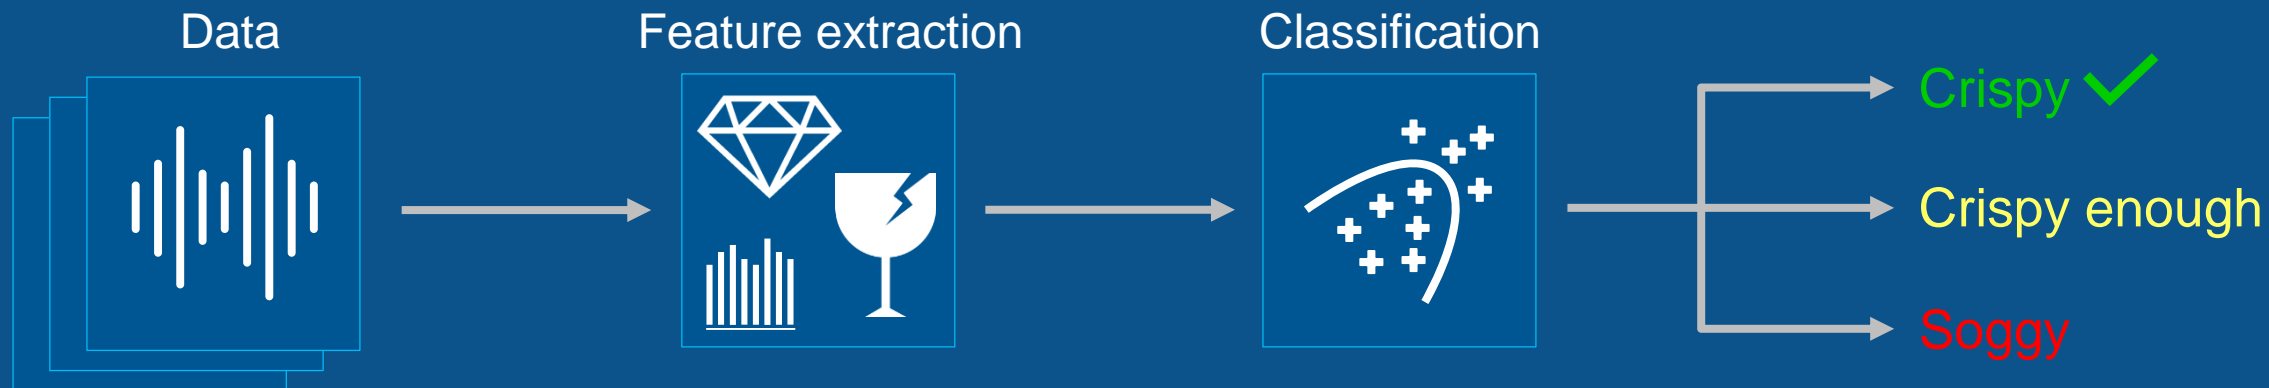 Data
Feature extraction
Classification
Crispy
Crispy enough
Soggy